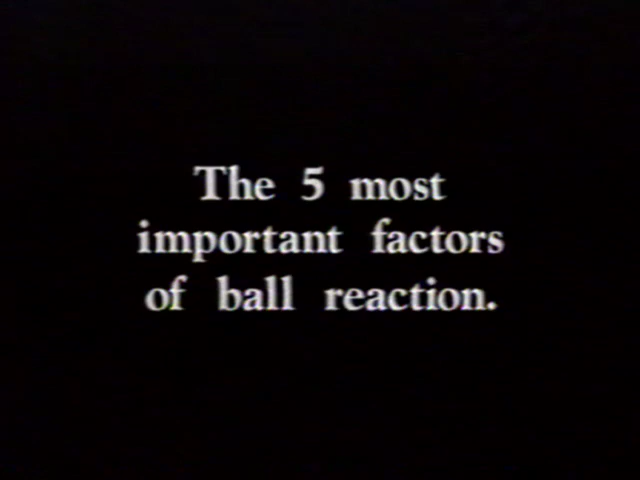 The 5 most
important factors
of ball reaction.